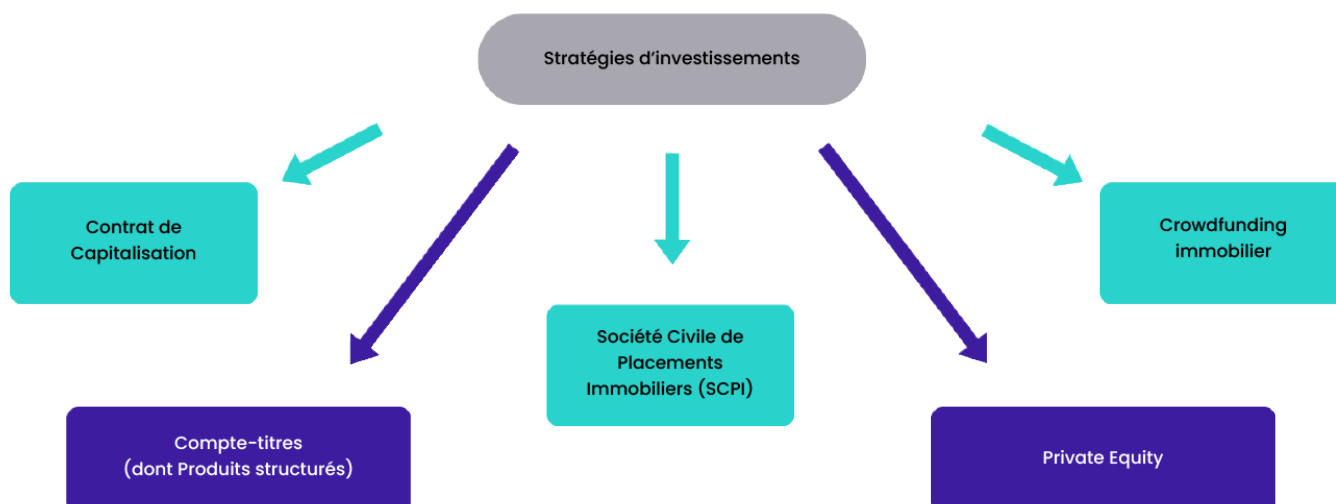 Stratégies d’investissements
Contrat de
Capitalisation
Crowdfunding
immobilier
Société Civile de
Placements
Immobiliers (SCPI)
Compte-titres
(dont Produits structurés)
Private Equity